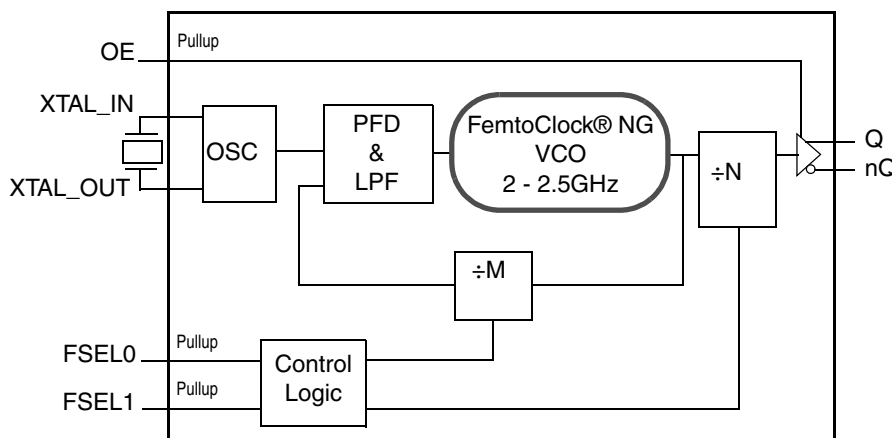 Pullup
OE
XTAL_IN
OSC
XTAL_OUT
PFD
&
LPF
FemtoClock® NG
VCO
2 - 2.5GHz
÷N
Q
nQ
÷M
Pullup
FSEL0
Control
Logic
Pullup
FSEL1